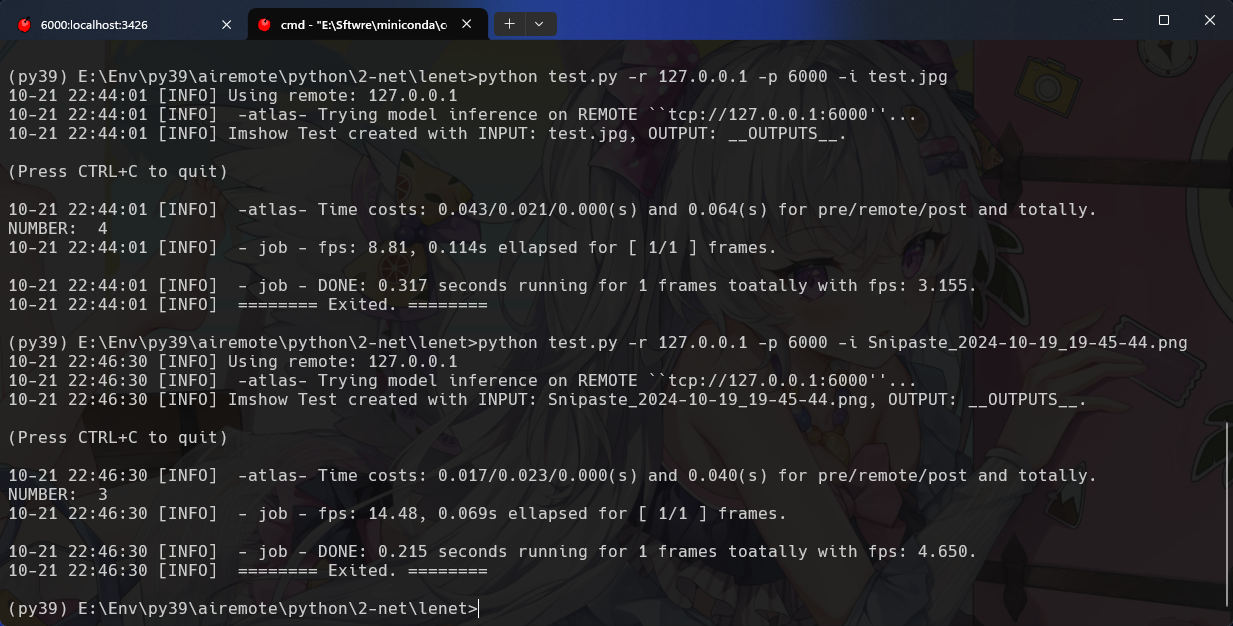 6000:localhost:3426
cmd - "E:\Sftwre\miniconda\c
(py39) E:\Env\py39\airemote\python\2-net\lenet>python test.py -r 127.0.0.1 -p 6000 -i test.jpg
10-21 22:44:01 [INFO] Using remote: 127.0.0.1
10-21 22:44:01 [INFO]  -atlas- Trying model inference on REMOTE ``tcp://127.0.0.1:6000''...
10-21 22:44:01 [INFO] Imshow Test created with INPUT: test.jpg, OUTPUT: __OUTPUTS__.
(Press CTRL+C to quit)
10-21 22:44:01 [INFO]  -atlas- Time costs: 0.043/0.021/0.000(s) and 0.064(s) for pre/remote/post and totally.
NUMBER:  4
10-21 22:44:01 [INFO]  - job - fps: 8.81, 0.114s ellapsed for [ 1/1 ] frames.
10-21 22:44:01 [INFO]  - job - DONE: 0.317 seconds running for 1 frames toatally with fps: 3.155.
10-21 22:44:01 [INFO]  ======== Exited. ========
(py39) E:\Env\py39\airemote\python\2-net\lenet>python test.py -r 127.0.0.1 -p 6000 -i Snipaste_2024-10-19_19-45-44.png
10-21 22:46:30 [INFO] Using remote: 127.0.0.1
10-21 22:46:30 [INFO]  -atlas- Trying model inference on REMOTE ``tcp://127.0.0.1:6000''...
10-21 22:46:30 [INFO] Imshow Test created with INPUT: Snipaste_2024-10-19_19-45-44.png, OUTPUT: __OUTPUTS__.
(Press CTRL+C to quit)
10-21 22:46:30 [INFO]  -atlas- Time costs: 0.017/0.023/0.000(s) and 0.040(s) for pre/remote/post and totally.
NUMBER:  3
10-21 22:46:30 [INFO]  - job - fps: 14.48, 0.069s ellapsed for [ 1/1 ] frames.
10-21 22:46:30 [INFO]  - job - DONE: 0.215 seconds running for 1 frames toatally with fps: 4.650.
10-21 22:46:30 [INFO]  ======== Exited. ========
(py39) E:\Env\py39\airemote\python\2-net\lenet>